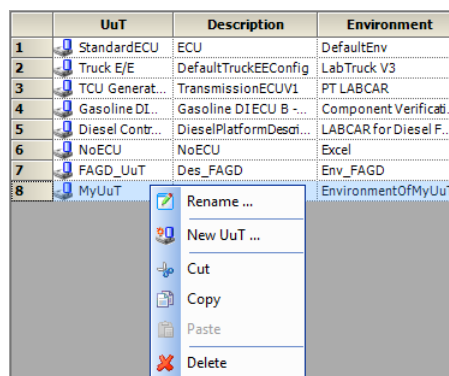 UuT Description Environment
1 StandardECU ECU DefaultEnv
2 Truck E/E DefaultTruckEEConfig LabTruck V3
3 TCU Generat... TransmissionECUV1 PT LABCAR
4 Gasoline DI... Gasoline DI ECU B -... Component Verificati.
5 Diesel Contr... DieselPlatformDescri... LABCAR for Diesel F..
6 NoECU NoECU Excel
7 FAGD_UuT Des_FAGD Env_FAGD
8 MyUuT EnvironmentOfMyUuT
Rename ...
New UuT ...
Cut
Copy
Paste
Delete